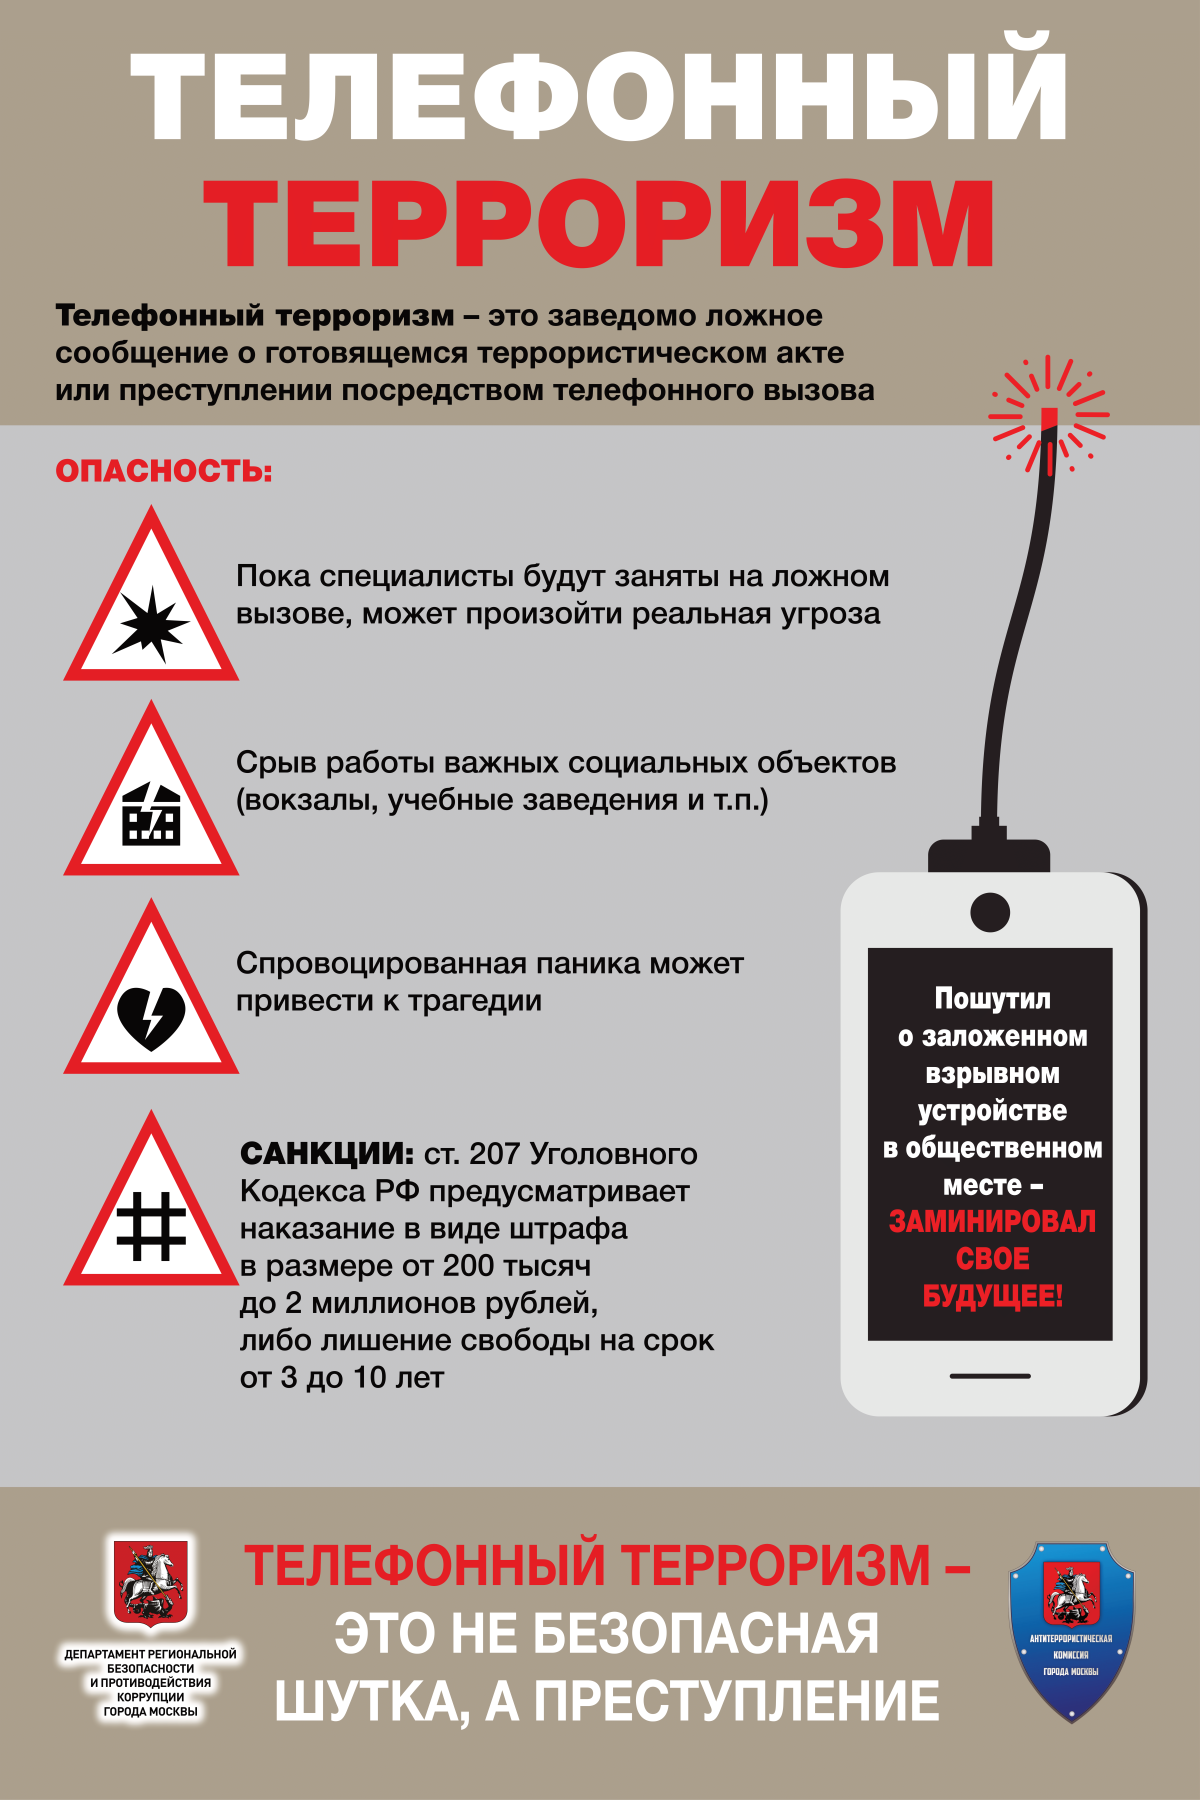 ТЕЛЕФОННЫЙ
ТЕРРОРИЗМ
Телефонный терроризм – это заведомо ложное
сообщение о готовящемся террористическом акте
или преступлении посредством телефонного вызова
ОПАСНОСТЬ:
Пока специалисты будут заняты на ложном
вызове, может произойти реальная угроза
Срыв работы важных социальных объектов
(вокзалы, учебные заведения и т.п.)
Спровоцированная паника может
привести к трагедии
САНКЦИИ: ст. 207 Уголовного
Кодекса РФ предусматривает
наказание в виде штрафа
в размере от 200 тысяч
до 2 миллионов рублей,
либо лишение свободы на срок
от 3 до 10 лет
Пошутил
о заложенном
взрывном
устройстве
в общественном
месте –
ЗАМИНИРОВАЛ
СВОЕ
БУДУЩЕЕ!
ДЕПАРТАМЕНТ РЕГИОНАЛЬНОЙ
БЕЗОПАСНОСТИ
И ПРОТИВОДЕЙСТВИЯ
КОРРУПЦИИ
ГОРОДА МОСКВЫ
ТЕЛЕФОННЫЙ ТЕРРОРИЗМ –
ЭТО НЕ БЕЗОПАСНАЯ
ШУТКА, А ПРЕСТУПЛЕНИЕ
АНТИТЕРРОРИСТИЧЕСКАЯ
КОМИССИЯ
ГОРОДА МОСКВЫ